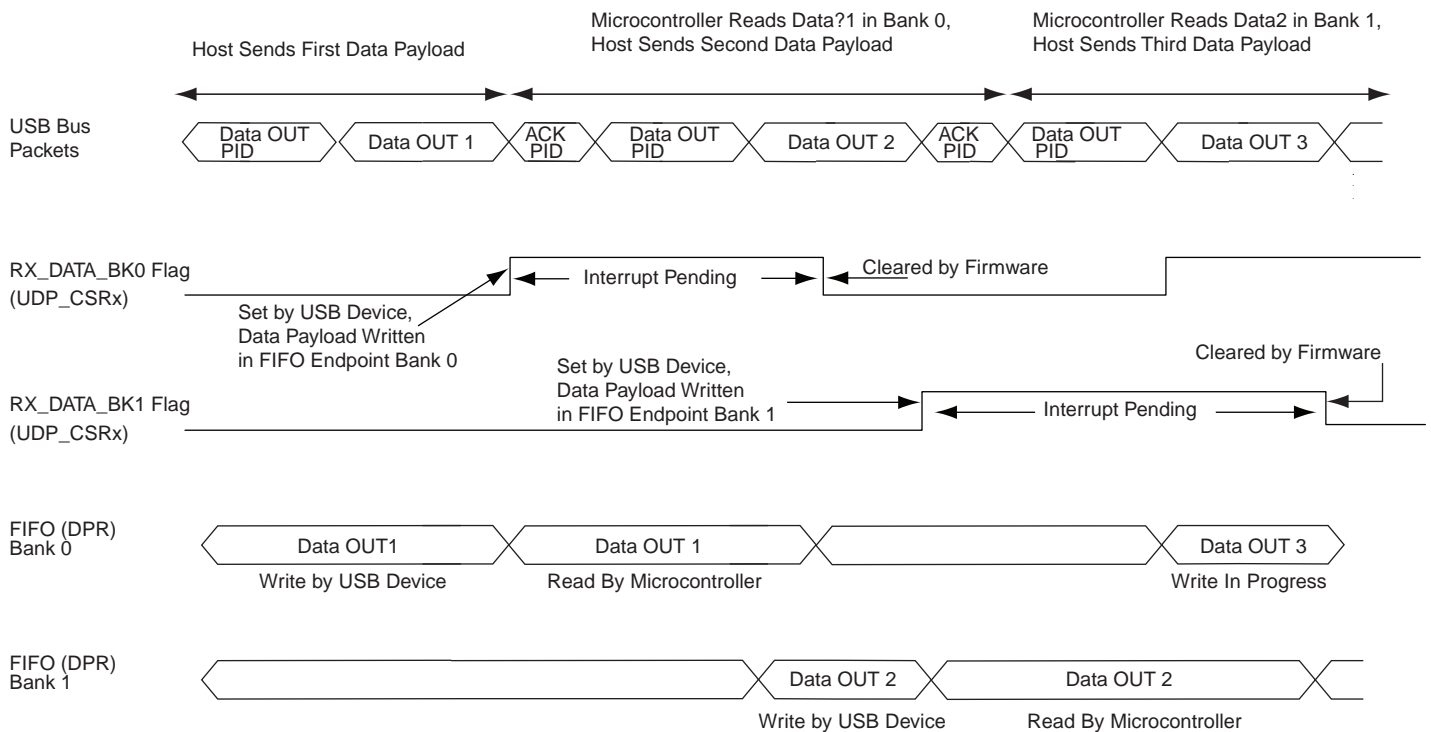 Microcontroller Reads Data?1 in Bank 0,
Host Sends Second Data Payload
Microcontroller Reads Data2 in Bank 1,
Host Sends Third Data Payload
Host Sends First Data Payload
USB Bus
Packets
Data OUT
PID
Data OUT 1
ACK
PID
Data OUT
PID
Data OUT 2
ACK
PID
Data OUT
PID
Data OUT 3
RX_DATA_BK0 Flag
(UDP_CSRx)
Interrupt Pending
Cleared by Firmware
Set by USB Device,
Data Payload Written
in FIFO Endpoint Bank 0
Cleared by Firmware
Set by USB Device,
Data Payload Written
in FIFO Endpoint Bank 1
RX_DATA_BK1 Flag
(UDP_CSRx)
Interrupt Pending
FIFO (DPR)
Bank 0
Data OUT1
Data OUT 1
Data OUT 3
Write by USB Device
Read By Microcontroller
Write In Progress
FIFO (DPR)
Bank 1
Data OUT 2
Data OUT 2
Write by USB Device
Read By Microcontroller